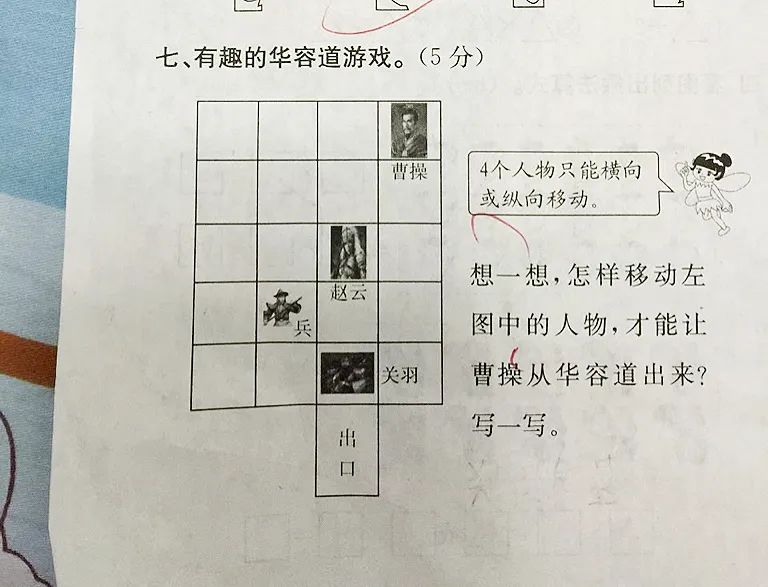 七、有趣的华容道游戏。(5分)
曹操
4个人物只能横向
或纵向移动。
赵云
想一想,怎样移动左
兵
图中的人物,才能让
关羽
曹操从华容道出来?
写一写。
出
口